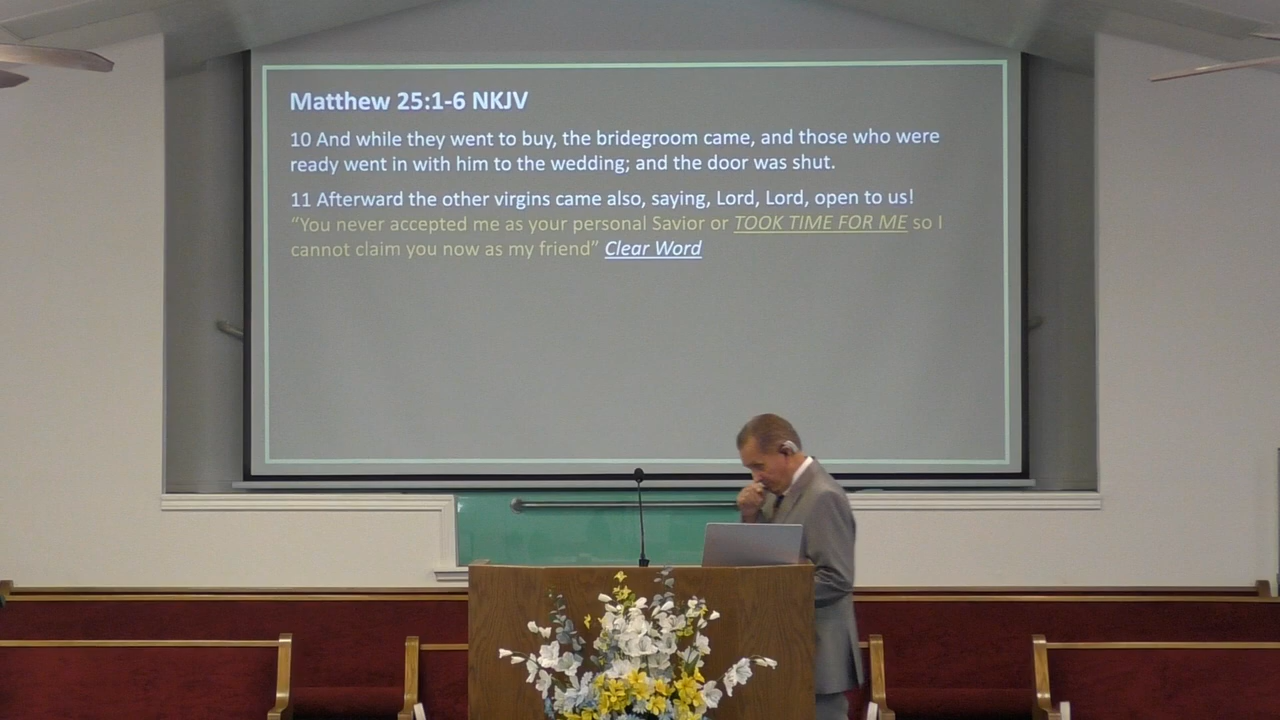 Matthew 25:1-6 NKJV
10 And while they went to buy, the bridegroom came, and those who were
ready went in with him to the wedding; and the door was shut.
11 Afterward the other virgins came also, saying, Lord, Lord, open to us!
“You never accepted me as your personal Savior or TOOK TIME FOR ME so I
cannot claim you now as my friend” Clear Word